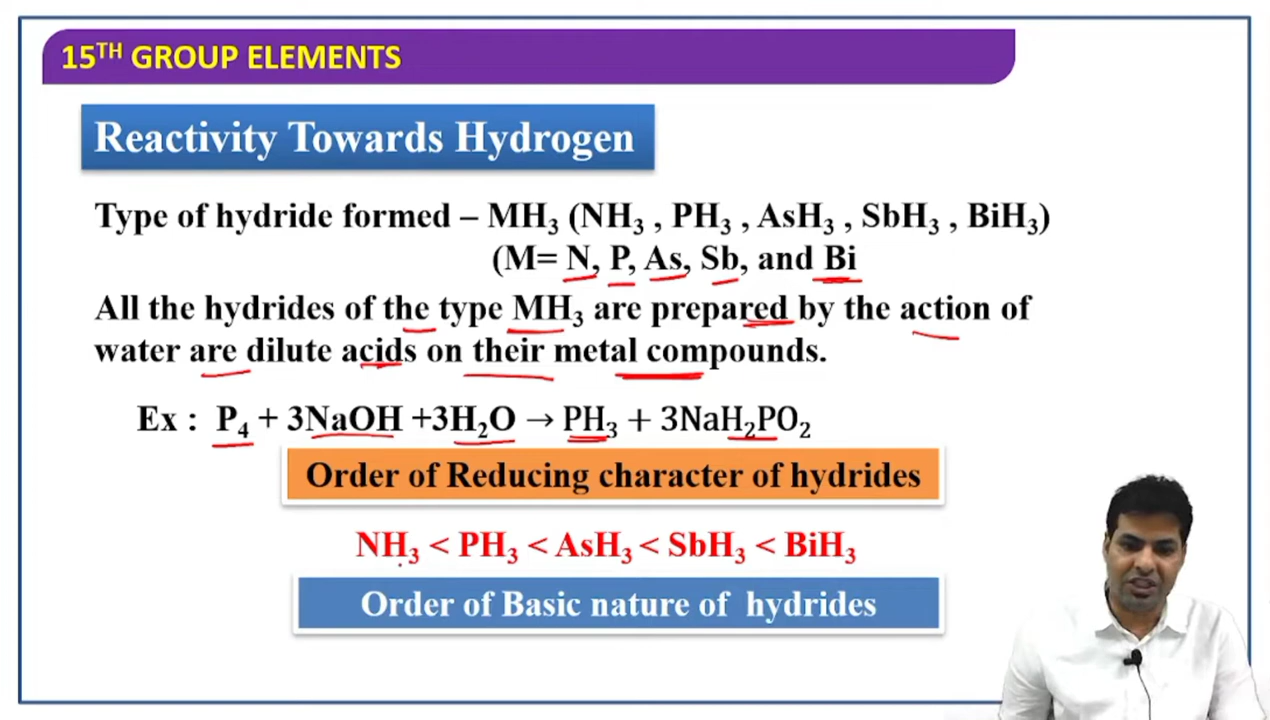 15TH GROUP ELEMENTS
Reactivity Towards Hydrogen
Type of hydride formed – MH3 (NH3 , PH3 , AsH3 , SbH3 , BiH3)
(M= N, P, As, Sb, and Bi
All the hydrides of the type MH3 are prepared by the action of
water are dilute acids on their metal compounds.
Ex : P4 + 3NaOH +3H2O → PH3 + 3NaH2PO2
Order of Reducing character of hydrides
NH3 < PH3 < AsH3 < SbH3 < BiH3
Order of Basic nature of hydrides